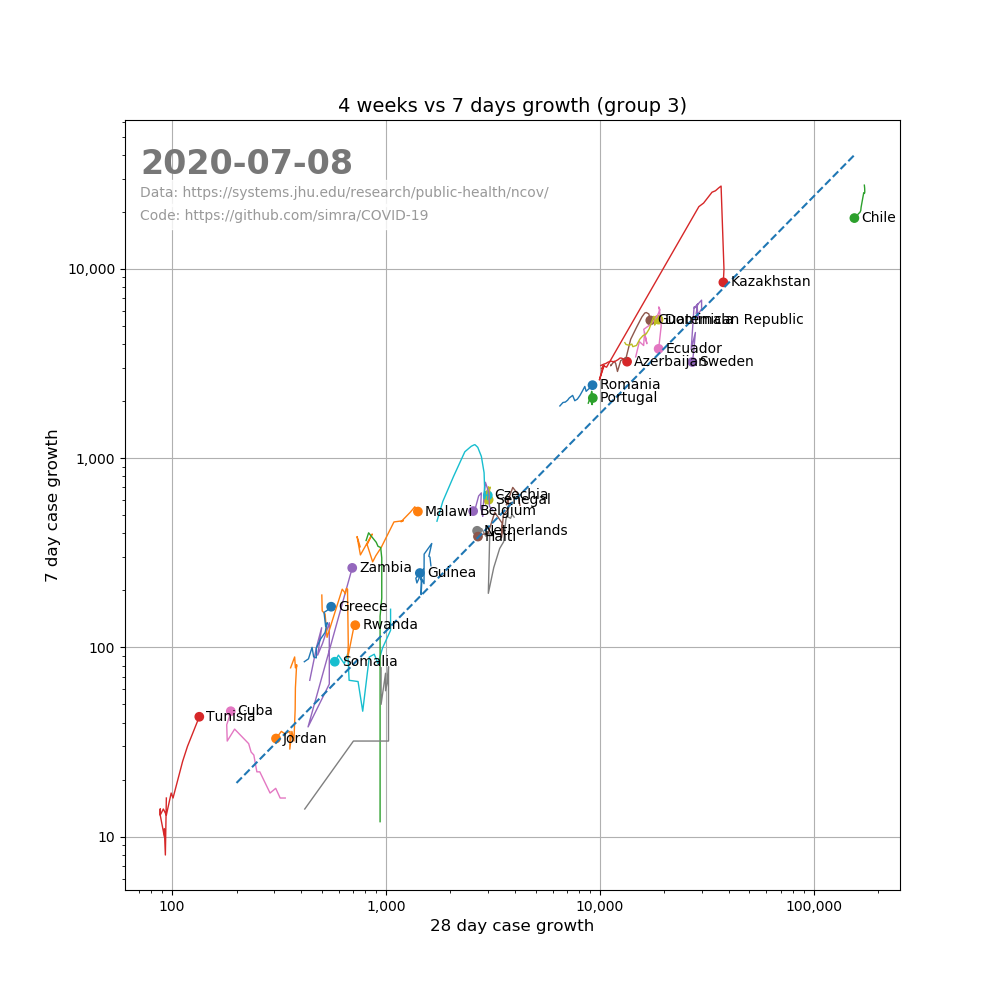 4 weeks vs 7 days growth (group 3)
2020-07-08
Data: https://systems.jhu.edu/research/public-health/ncov/
Code: https://github.com/simra/COVID-19
Chile
10,000
Kazakhstan
Guatemala
Dominican Republic
Ecuador
Azerbaijan
Sweden
Romania
Portugal
1,000
Czechia
Senegal
Malawi
Belgium
Netherlands
Haiti
Zambia
Guinea
Greece
Rwanda
100
Somalia
Cuba
Tunisia
Jordan
10
7 day case growth
100
1,000
10,000
100,000
28 day case growth